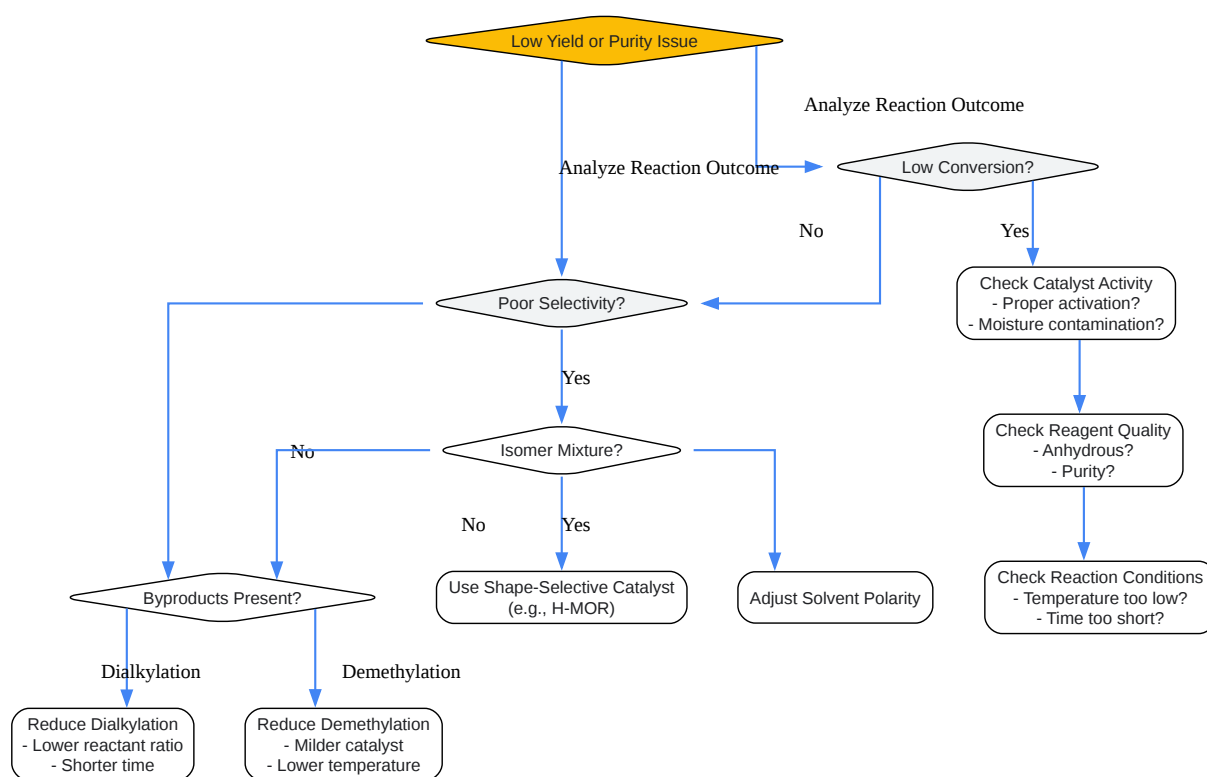 Low Yield or Purity Issue
Analyze Reaction Outcome
Analyze Reaction Outcome
Low Conversion?
No
Yes
Check Catalyst Activity
- Proper activation?
- Moisture contamination?
Poor Selectivity?
Yes
Check Reagent Quality
- Anhydrous?
- Purity?
Isomer Mixture?
No
No
Yes
Use Shape-Selective Catalyst
(e.g., H-MOR)
Adjust Solvent Polarity
Check Reaction Conditions
- Temperature too low?
- Time too short?
Byproducts Present?
Dialkylation
Demethylation
Reduce Dialkylation
- Lower reactant ratio
- Shorter time
Reduce Demethylation
- Milder catalyst
- Lower temperature